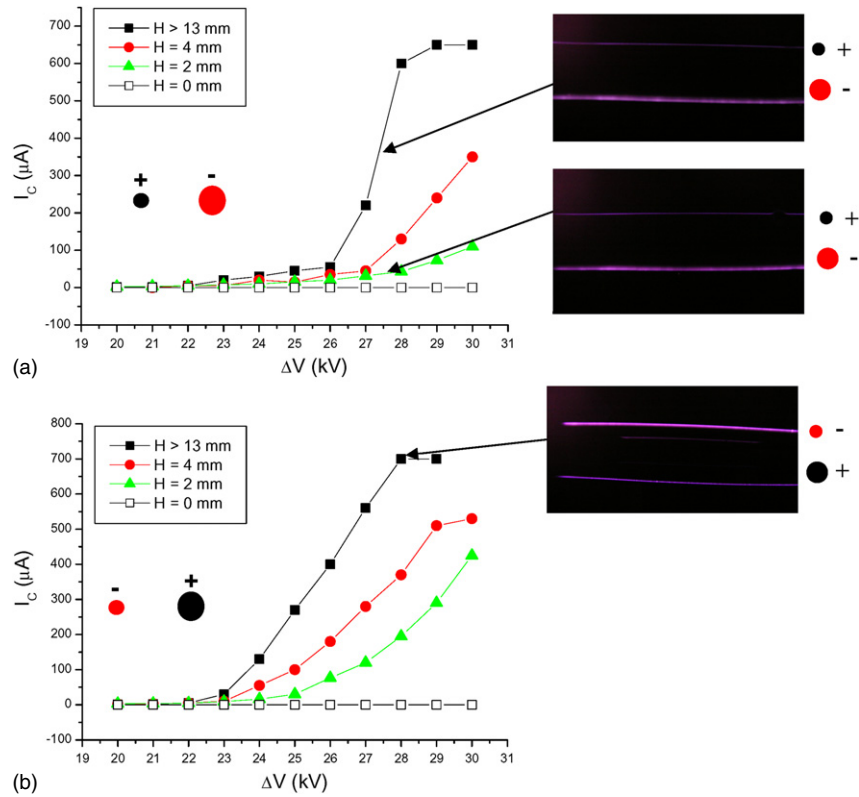 H > 13 mm
H = 4 mm
H = 2 mm
H = 0 mm
700
600
500
400
300
200
100
0
-100
I_C (μA)
+ -
19 20 21 22 23 24 25 26 27 28 29 30 31
ΔV (kV)
+
-
+
-
(a)
H > 13 mm
H = 4 mm
H = 2 mm
H = 0 mm
800
700
600
500
400
300
200
100
0
-100
I_C (μA)
- +
19 20 21 22 23 24 25 26 27 28 29 30 31
ΔV (kV)
-
+
(b)